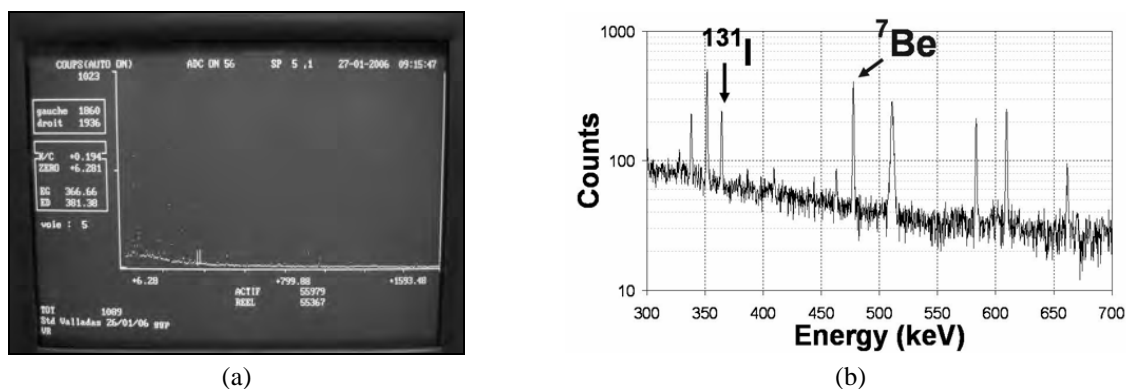 COUPS(AUTO ON) ADC ON 56 SP 5 ,1 27-01-2006 09:15:47
1023
gauche 1860
droit 1936
K/C +0.194
ZERO +6.281
EG 366.66
ED 381.38
voie : 5
+6.28 +799.88 +1593.48
ACTIF 55979
REEL 55367
TOT 1009
Std Valladas 26/01/06
VR
(a)
1000
100
10
Counts
131I
7Be
300 350 400 450 500 550 600 650 700
Energy (keV)
(b)